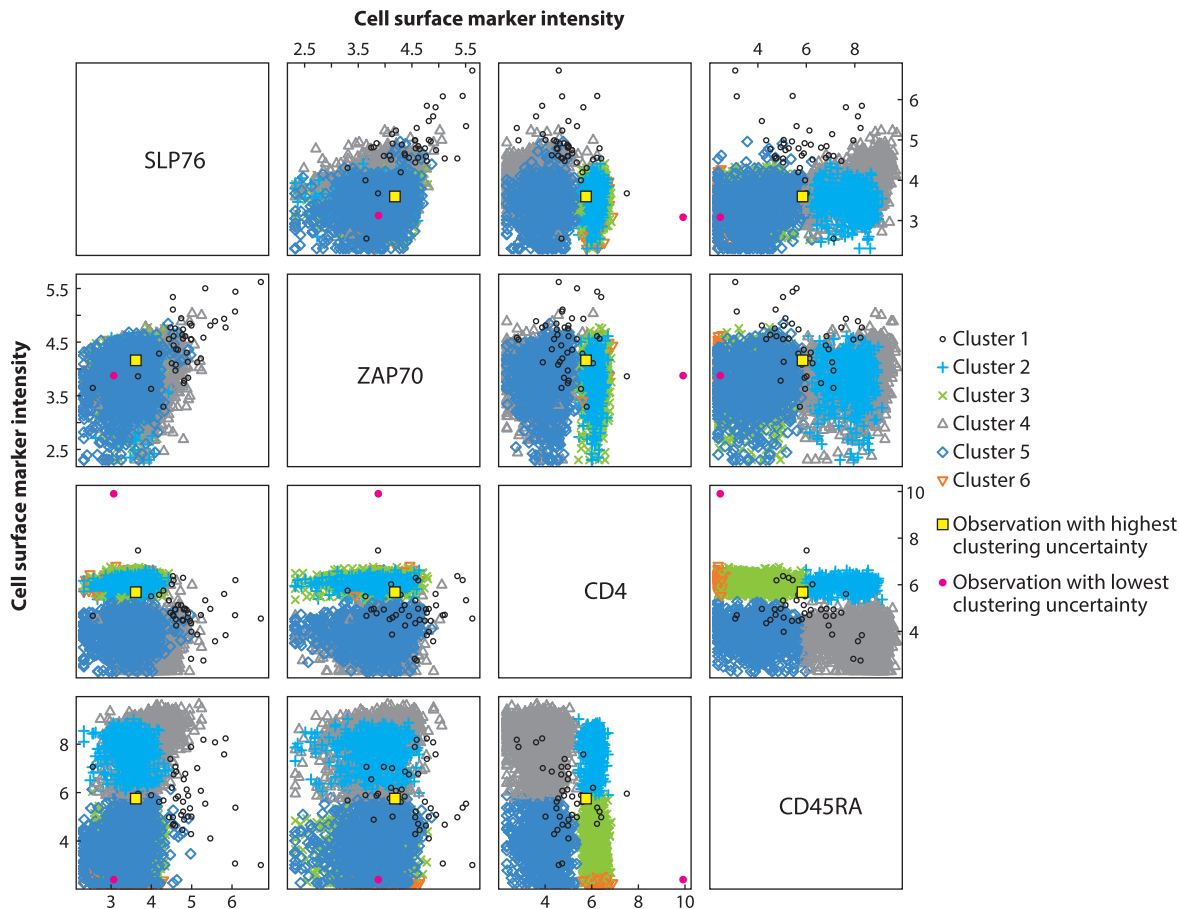 Cell surface marker intensity
2.5 3.5 4.5 5.5
4 6 8
SLP76
6
5
4
3
5.5
4.5
3.5
2.5
ZAP70
Cell surface marker intensity
10
8
6
4
CD4
8
6
4
CD45RA
3 4 5 6
4 6 8 10
Cluster 1
Cluster 2
Cluster 3
Cluster 4
Cluster 5
Cluster 6
Observation with highest
clustering uncertainty
Observation with lowest
clustering uncertainty